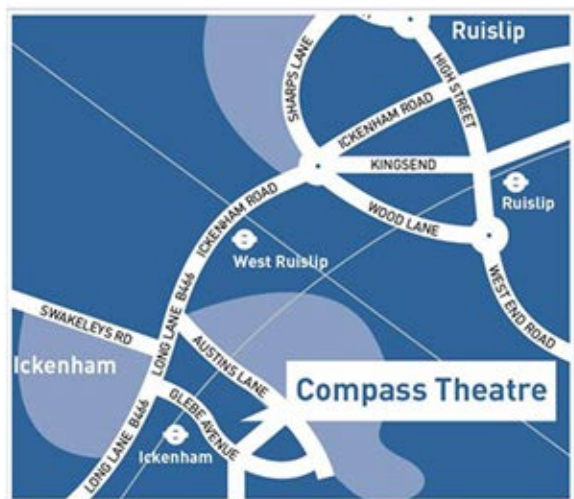 Ruislip
SHARPS LANE
HIGH STREET
ICKENHAM ROAD
KINGSEND
Ruislip
WOOD LANE
ICKENHAM ROAD
West Ruislip
WEST END ROAD
LONG LANE B466
SWAKELEYS RD
AUSTINS LANE
Ickenham
Compass Theatre
GLEBE AVENUE
LONG LANE B466
Ickenham